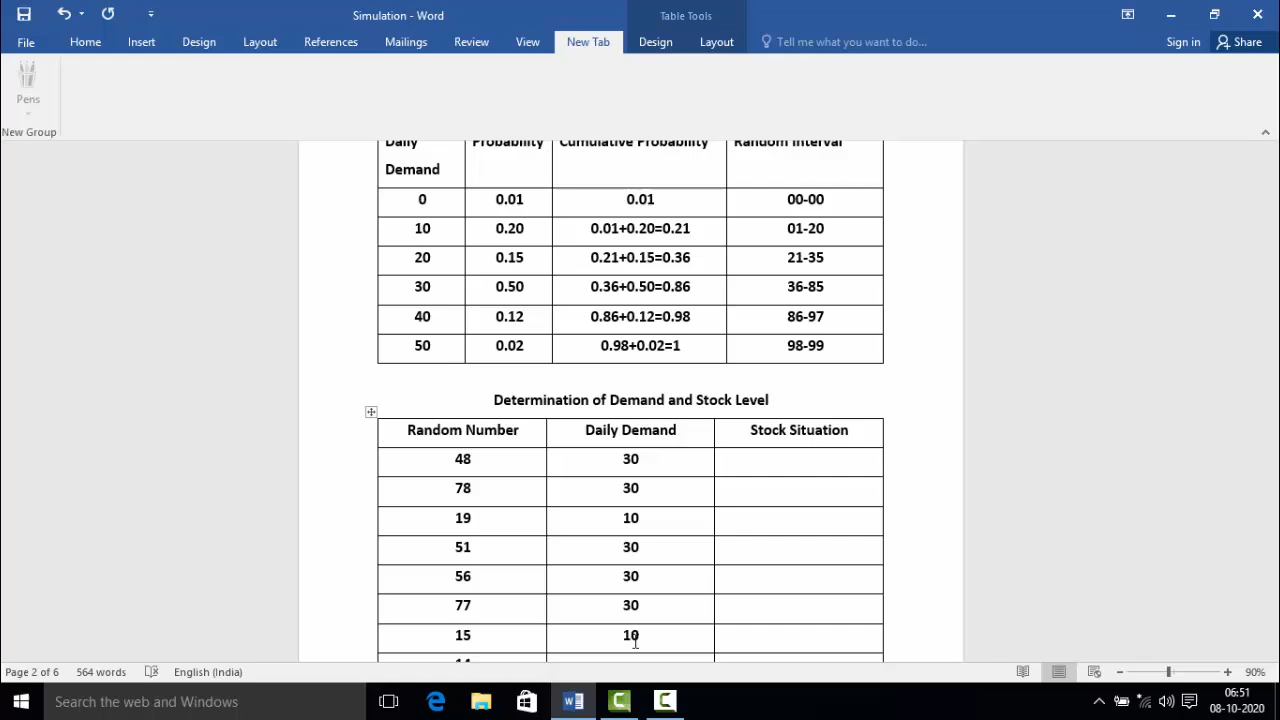 Simulation - Word
Table Tools
File Home Insert Design Layout References Mailings Review View New Tab Design Layout Tell me what you want to do... Sign in Share
Pens
New Group
Daily Probability Cumulative Probability Random Interval
Demand
0 0.01 0.01 00-00
10 0.20 0.01+0.20=0.21 01-20
20 0.15 0.21+0.15=0.36 21-35
30 0.50 0.36+0.50=0.86 36-85
40 0.12 0.86+0.12=0.98 86-97
50 0.02 0.98+0.02=1 98-99
Determination of Demand and Stock Level
Random Number Daily Demand Stock Situation
48 30
78 30
19 10
51 30
56 30
77 30
15 10
14
Page 2 of 6 564 words English (India) 90%
Search the web and Windows
06:51
08-10-2020